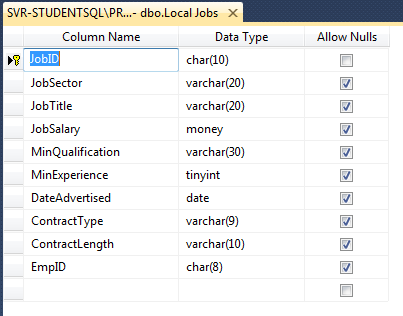 SVR-STUDENTSQL\PR...- dbo.Local Jobs
Column Name Data Type Allow Nulls
JobID char(10)
JobSector varchar(20)
JobTitle varchar(20)
JobSalary money
MinQualification varchar(30)
MinExperience tinyint
DateAdvertised date
ContractType varchar(9)
ContractLength varchar(10)
EmpID char(8)